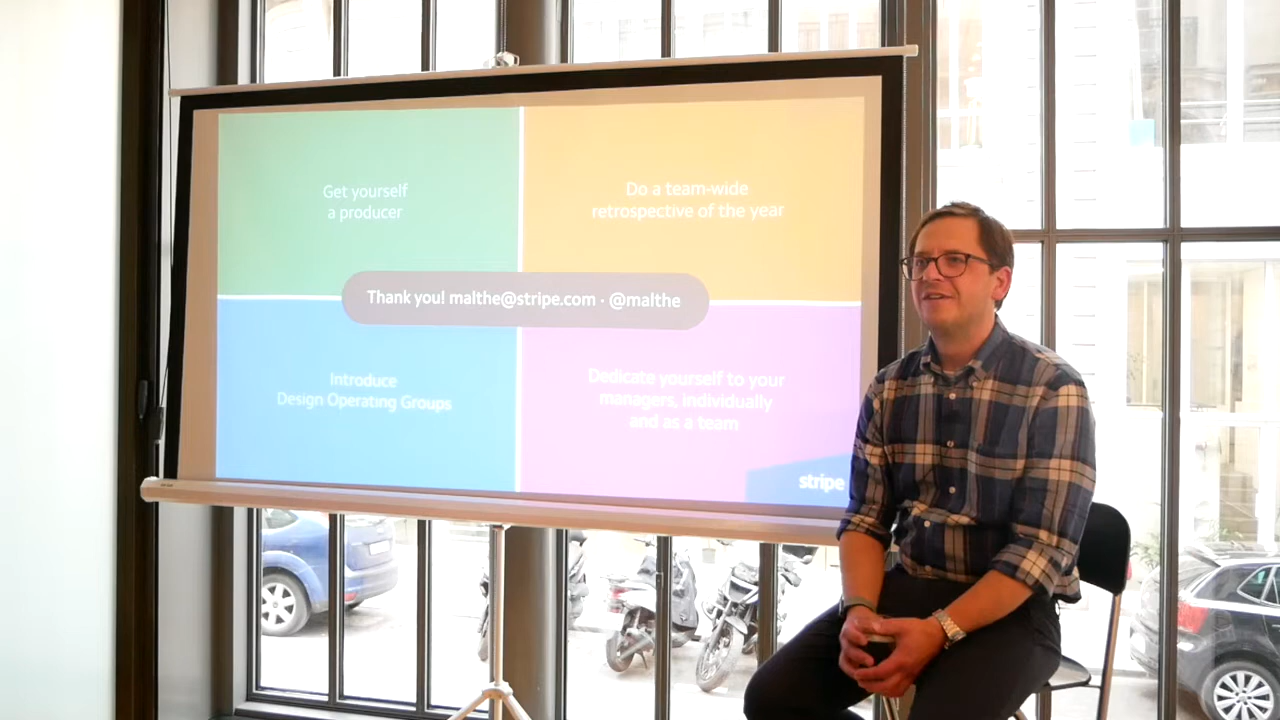 Get yourself
a producer
Do a team-wide
retrospective of the year
Thank you! malthe@stripe.com · @malthe
Introduce
Design Operating Groups
Dedicate yourself to your
managers, individually
and as a team
stripe